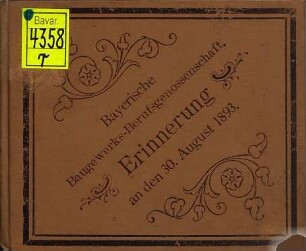 Bavar.
4358
r
Bayerische
Baugewerks-Berufsgenossenschaft.
Erinnerung
an den 30. August 1893.